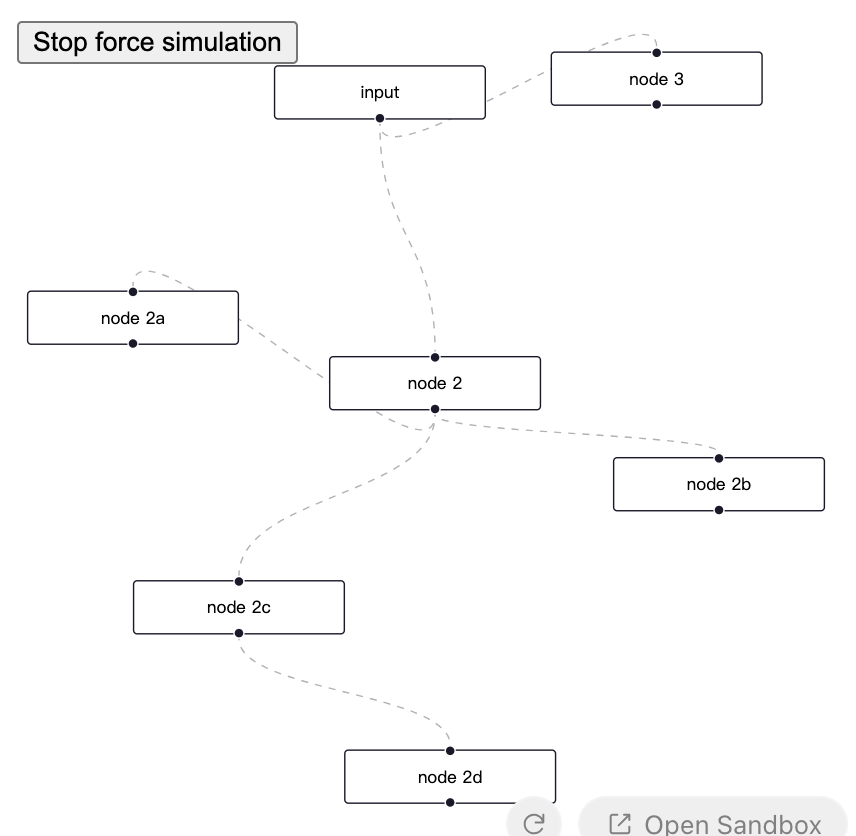 Stop force simulation
node 3
input
node 2a
node 2
node 2b
node 2c
node 2d
Open Sandbox